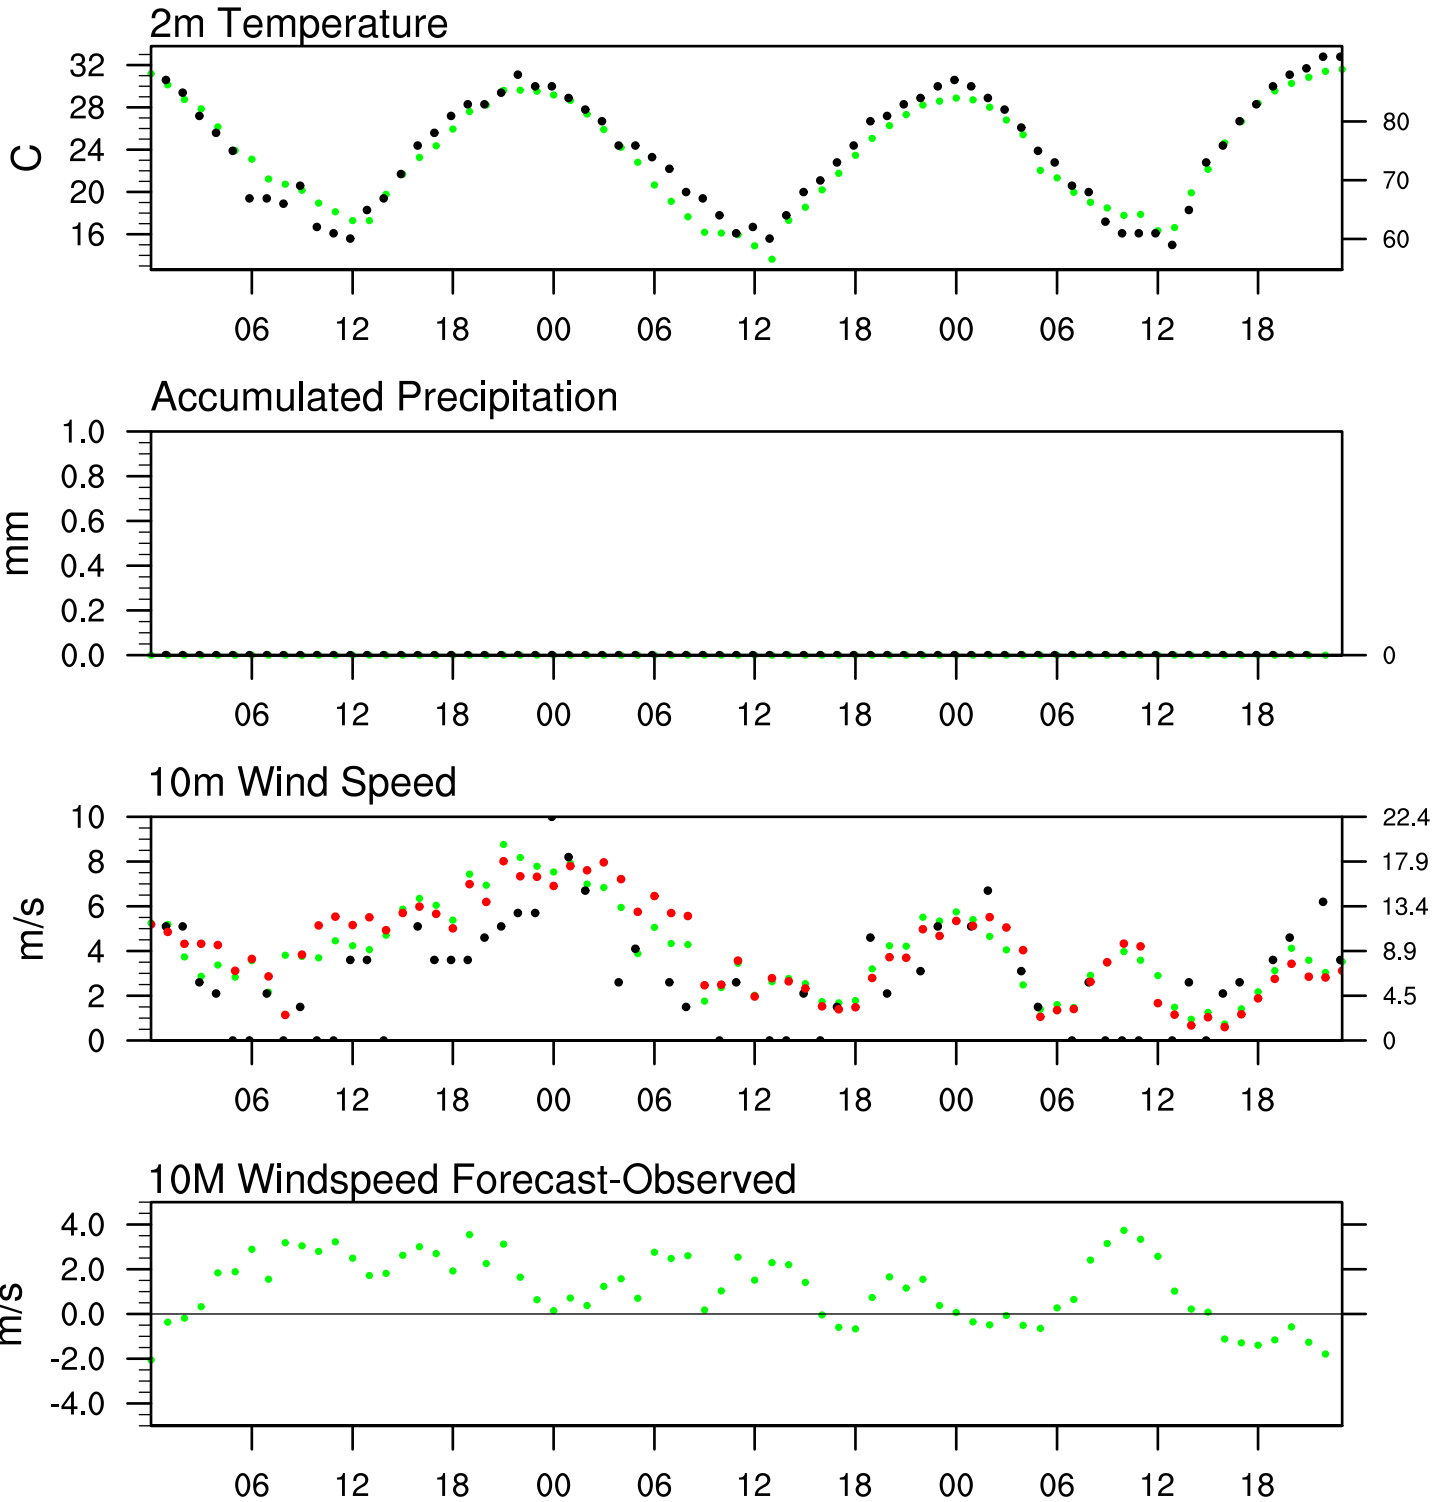 2m Temperature
32
28
24
20
16
C
80
70
60
06 12 18 00 06 12 18 00 06 12 18
Accumulated Precipitation
1.0
0.8
0.6
0.4
0.2
0.0
mm
0
06 12 18 00 06 12 18 00 06 12 18
10m Wind Speed
10
8
6
4
2
0
m/s
22.4
17.9
13.4
8.9
4.5
0
06 12 18 00 06 12 18 00 06 12 18
10M Windspeed Forecast-Observed
4.0
2.0
0.0
-2.0
-4.0
m/s
06 12 18 00 06 12 18 00 06 12 18